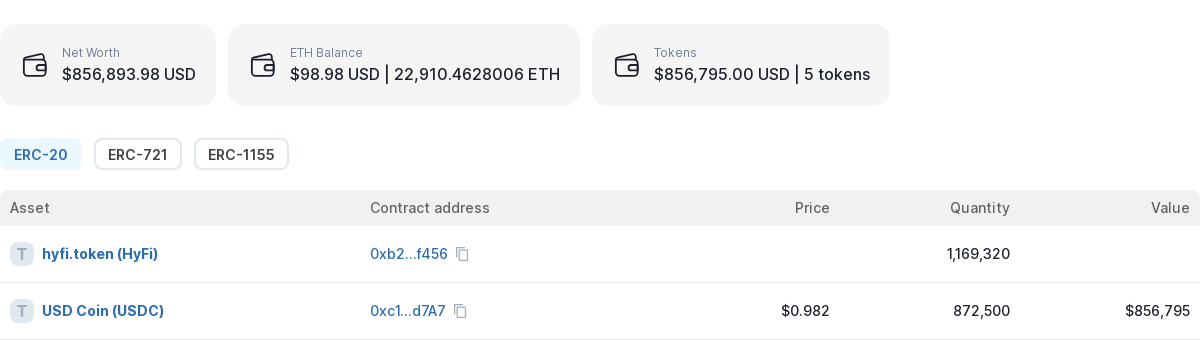 Net Worth
$856,893.98 USD
ETH Balance
$98.98 USD | 22,910.4628006 ETH
Tokens
$856,795.00 USD | 5 tokens
ERC-20 ERC-721 ERC-1155
Asset Contract address Price Quantity Value
T hyfi.token (HyFi) 0xb2...f456 1,169,320
T USD Coin (USDC) 0xc1...d7A7 $0.982 872,500 $856,795